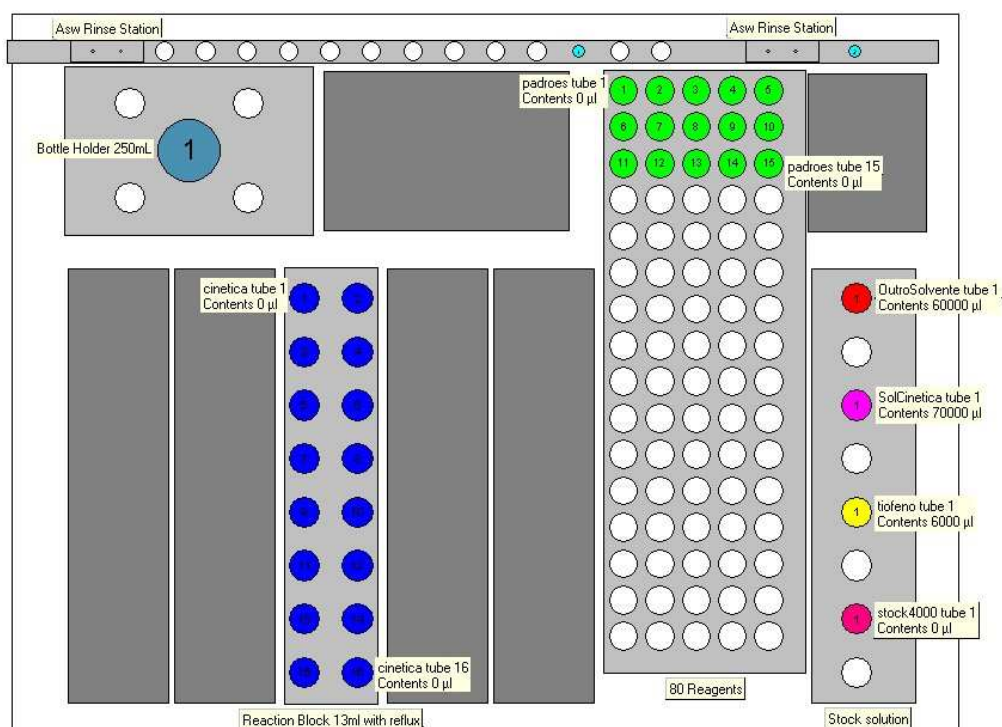 Asw Rinse Station
Asw Rinse Station
padroes tube 1
Contents 0 µl
1 2 3 4 5
6 7 8 9 10
11 12 13 14 15
padroes tube 15
Contents 0 µl
Bottle Holder 250mL
1
cinetica tube 1
Contents 0 µl
1 2
3 4
5 6
7 8
9 10
11 12
13 14
15 16
cinetica tube 16
Contents 0 µl
Reaction Block 13ml with reflux
80 Reagents
1
OutroSolvente tube 1
Contents 60000 µl
1
SolCinetica tube 1
Contents 70000 µl
1
tiofeno tube 1
Contents 6000 µl
1
stock4000 tube 1
Contents 0 µl
Stock solution